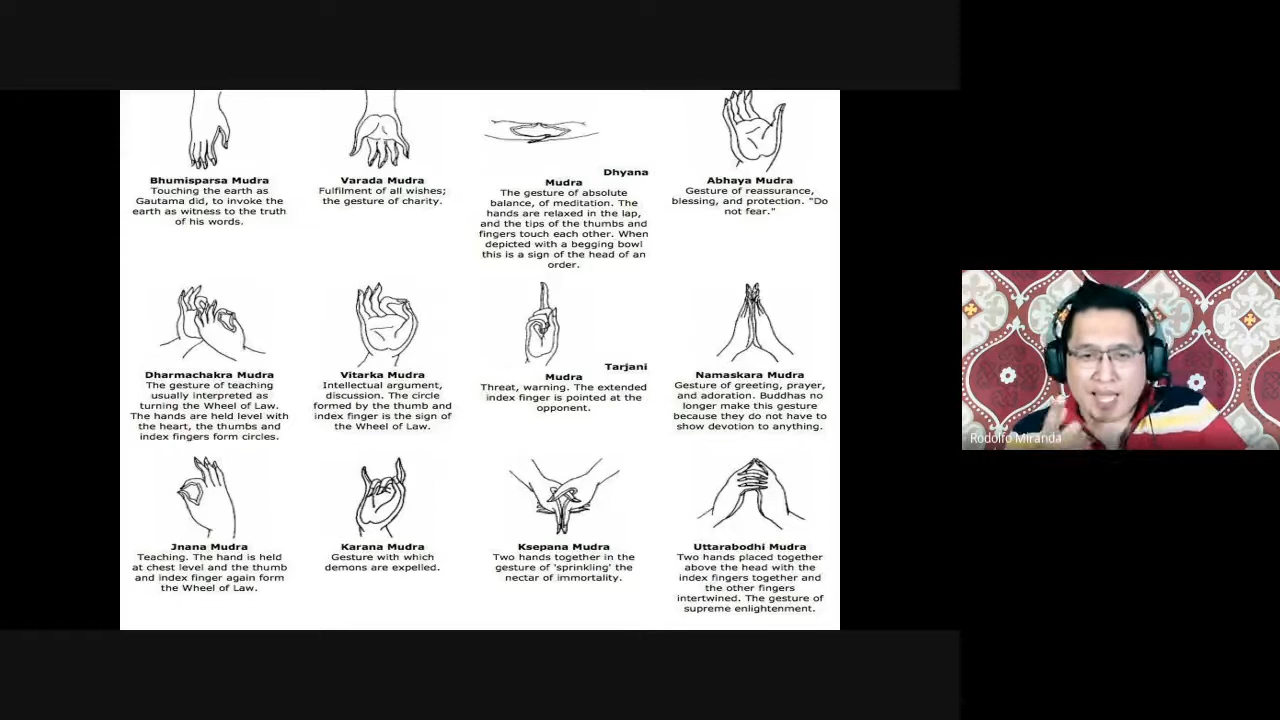 Bhumisparsa Mudra
Touching the earth as
Gautama did, to invoke the
earth as witness to the truth
of his words.
Varada Mudra
Fulfilment of all wishes;
the gesture of charity.
Dhyana
Mudra
The gesture of absolute
balance, of meditation. The
hands are relaxed in the lap,
and the tips of the thumbs and
fingers touch each other. When
depicted with a begging bowl
this is a sign of the head of an
order.
Abhaya Mudra
Gesture of reassurance,
blessing, and protection. "Do
not fear."
Dharmachakra Mudra
The gesture of teaching
usually interpreted as
turning the Wheel of Law.
The hands are held level with
the heart, the thumbs and
index fingers form circles.
Vitarka Mudra
Intellectual argument,
discussion. The circle
formed by the thumb and
index finger is the sign of
the Wheel of Law.
Tarjani
Mudra
Threat, warning. The extended
index finger is pointed at the
opponent.
Namaskara Mudra
Gesture of greeting, prayer,
and adoration. Buddhas no
longer make this gesture
because they do not have to
show devotion to anything.
Jnana Mudra
Teaching. The hand is held
at chest level and the thumb
and index finger again form
the Wheel of Law.
Karana Mudra
Gesture with which
demons are expelled.
Ksepana Mudra
Two hands together in the
gesture of 'sprinkling' the
nectar of immortality.
Uttarabodhi Mudra
Two hands placed together
above the head with the
index fingers together and
the other fingers
intertwined. The gesture of
supreme enlightenment.
Rodolfo Miranda